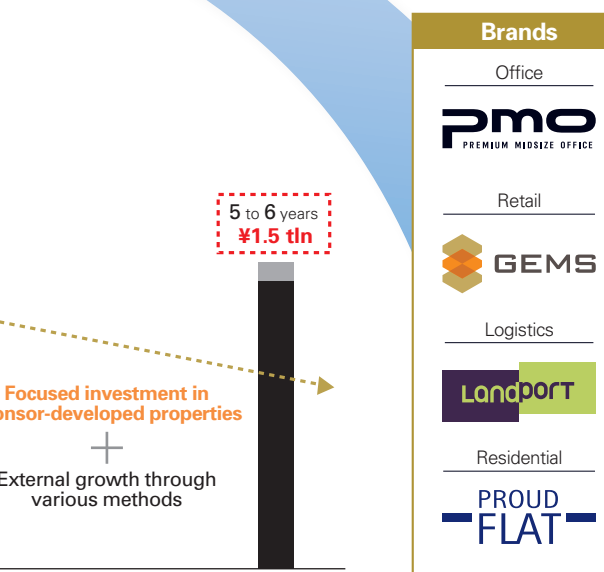 Brands
Office
pmo
PREMIUM MIDSIZE OFFICE
Retail
GEMS
Logistics
Landport
Residential
PROUD
FLAT
5 to 6 years
¥1.5 tln
Focused investment in
onsor-developed properties
+
External growth through
various methods